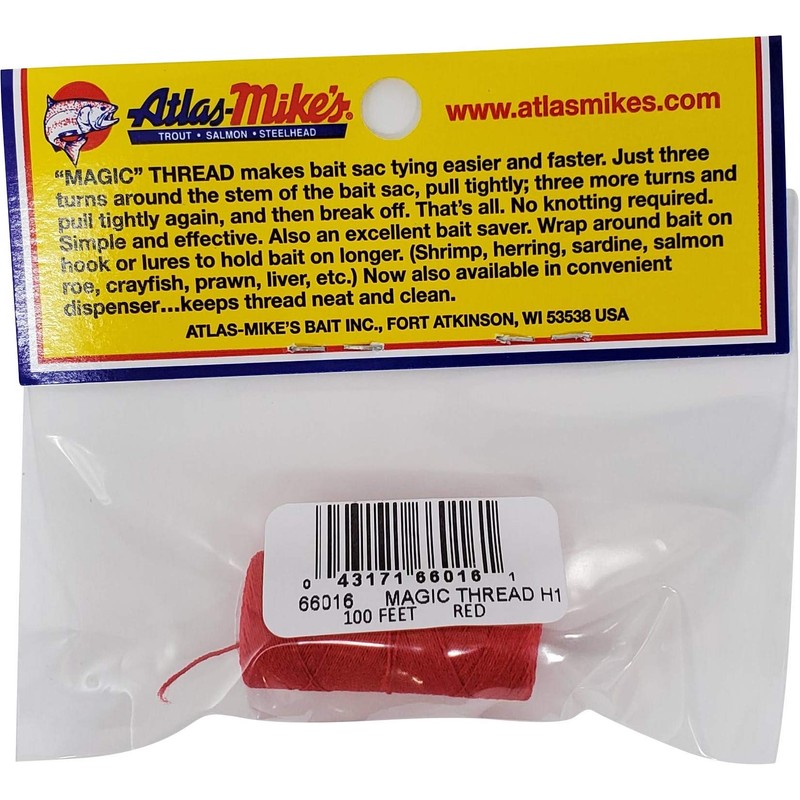 Atlas-Mike's®
www.atlasmikes.com
TROUT • SALMON • STEELHEAD
"MAGIC" THREAD makes bait sac tying easier and faster. Just three
turns around the stem of the bait sac, pull tightly; three more turns and
pull tightly again, and then break off. That's all. No knotting required.
Simple and effective. Also an excellent bait saver. Wrap around bait on
hook or lures to hold bait on longer. (Shrimp, herring, sardine, salmon
roe, crayfish, prawn, liver, etc.) Now also available in convenient
dispenser...keeps thread neat and clean.
ATLAS-MIKE'S BAIT INC., FORT ATKINSON, WI 53538 USA
0 43171 66016 1
66016 MAGIC THREAD H1
100 FEET RED